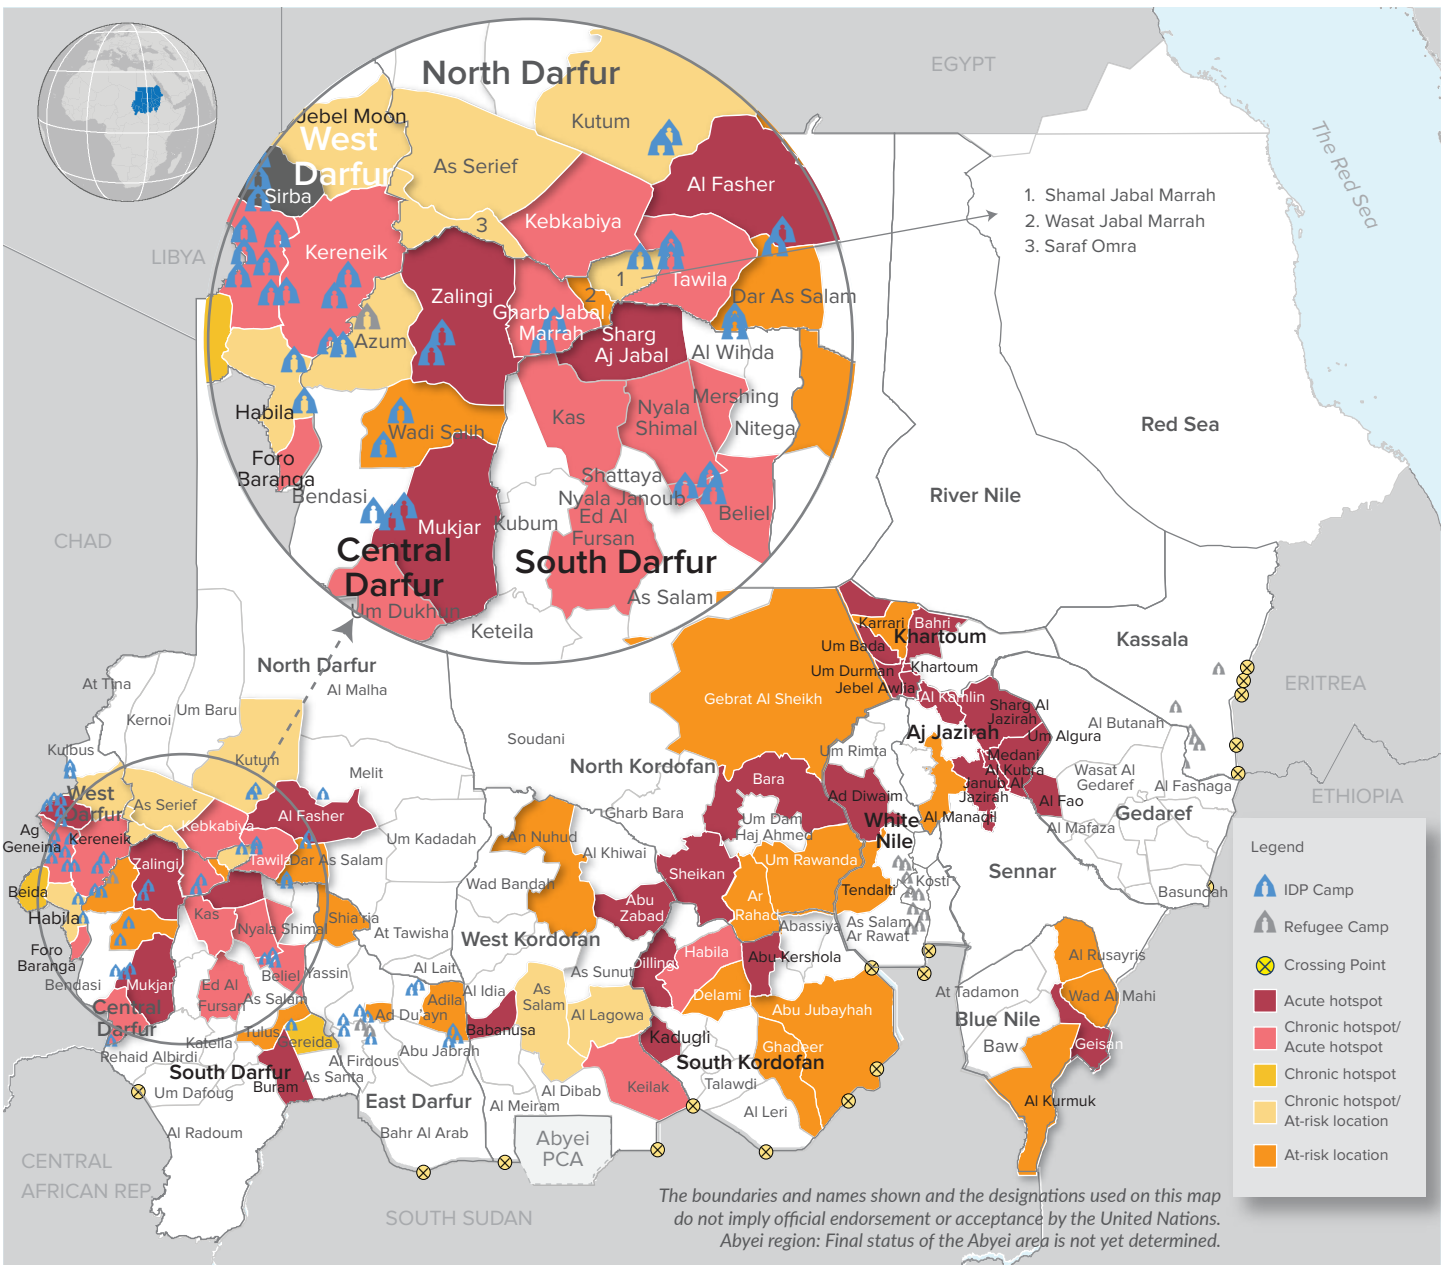 North Darfur
EGYPT
Jebel Moon
Kutum
West
Darfur
As Serief
Al Fasher
Sirba
The Red Sea
1. Shamal Jabal Marrah
2. Wasat Jabal Marrah
3. Saraf Omra
Kebkabiya
3
Kereneik
LIBYA
1
Tawila
Zalingi
2
Dar As Salam
Gharb Jabal
Marrah
Sharg
Aj Jabal
Azum
Al Wihda
Habila
Kas
Nyala
Shimal
Mershing
Nitega
Wadi Salih
Red Sea
Foro
Baranga
Bendasi
Shattaya
Nyala Janoub
River Nile
Mukjar
Kubum
Ed Al
Fursan
Beliel
CHAD
Central
Darfur
South Darfur
Um Dukhun
As Salam
Keteila
Karrari
Bahri
Khartoum
Um Bada
Kassala
North Darfur
Khartoum
Um Durman
Jebel Awlia
At Tina
Al Malha
Gebrat Al Sheikh
Al Kamlin
ERITREA
Um Baru
Kernoi
Sharg Al
Jazirah
Al Butanah
Aj Jazirah
Um Algura
Soudani
Kulbus
Kutum
Um Rimta
Medani
Al Kubra
North Kordofan
Melit
Bara
Wasat Al
Gedaref
Janub Al
Jazirah
Al Fashaga
West
Darfur
As Serief
Ad Dwaim
ETHIOPIA
Al Fao
Gharb Bara
Al Fasher
Kebkabiya
Um Dam
Haj Ahmed
White
Nile
Al Manaqil
Gedaref
Al Mafaza
Ag
Geneina
Kereneik
Um Kadadah
An Nuhud
Al Khiwai
Legend
Zalingi
Tawila
Dar As Salam
Um Rawanda
Sheikan
Sennar
Beida
Wad Bandah
Tendalti
Kosti
Basundah
IDP Camp
Habila
Kas
Abu
Zabad
Ar
Rahad
Shia'ria
Nyala Shimal
At Tawisha
Abassiya
As Salam
Ar Rawat
Refugee Camp
West Kordofan
Foro
Baranga
Dilling
Habila
Abu Kershola
Al Rusayris
Crossing Point
Al Lait
As Sunut
Beliel
Yassin
Bendasi
Mukjar
Ed Al
Fursan
As Salam
Adila
Al Idia
As
Salam
Delami
At Tadamon
Wad Al Mahi
Acute hotspot
Central
Darfur
Ad Du'ayn
Al Lagowa
Abu Jubayhah
Blue Nile
Chronic hotspot/
Acute hotspot
Tulus
Babanusa
Kadugli
Kateila
Gereida
Ghadeer
Baw
Geisan
Rehaid Albirdi
Al Firdous
Abu Jabrah
South Kordofan
South Darfur
Buram
As Santa
Chronic hotspot
Um Dafoug
East Darfur
Al Dibab
Keilak
Talawdi
Al Meiram
Al Leri
Al Kurmuk
Chronic hotspot/
At-risk location
Al Radoum
Bahr Al Arab
Abyei
PCA
At-risk location
CENTRAL
AFRICAN REP.
SOUTH SUDAN
The boundaries and names shown and the designations used on this map
do not imply official endorsement or acceptance by the United Nations.
Abyei region: Final status of the Abyei area is not yet determined.